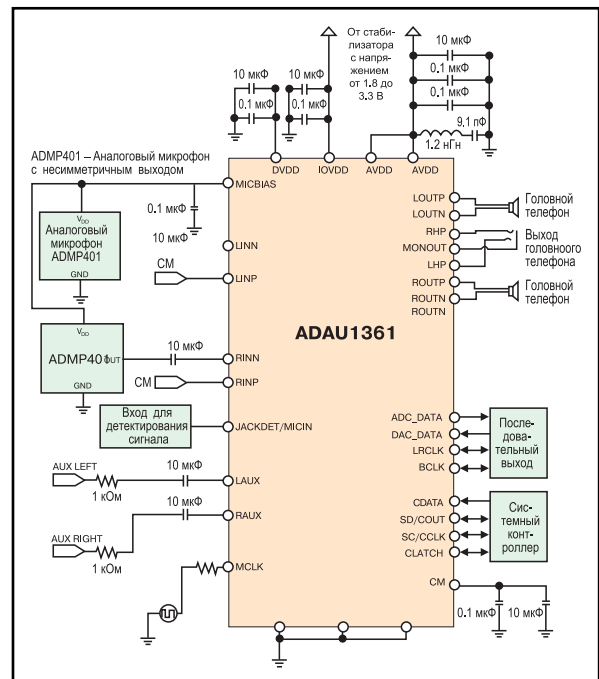 От стаби-
лизатора
с напря-
жением
от 1.8 до
3.3 В
10 мкФ
0.1 мкФ
10 мкФ
0.1 мкФ
10 мкФ
0.1 мкФ
0.1 мкФ
9.1 пФ
1.2 нГн
ADMP401 – Аналоговый микрофон
с несимметричным выходом
DVDD
IOVDD
AVDD
AVDD
MICBIAS
0.1 мкФ
VDD
Аналоговый
микрофон
ADMP401
GND
10 мкФ
LINN
CM
LINP
VDD
ADMP40
OUT
GND
10 мкФ
RINN
CM
RINP
Вход для
детектирования
сигнала
JACKDET/MICIN
AUX LEFT
1 кОм
10 мкФ
LAUX
10 мкФ
RAUX
AUX RIGHT
1 кОм
MCLK
ADAU1361
LOUTP
LOUTN
Головной
телефон
RHP
MONOUT
LHP
Выход
головноого
телефона
ROUTP
ROUTN
ROUTN
Головной
телефон
ADC_DATA
DAC_DATA
LRCLK
BCLK
После-
дова-
тельный
выход
CDATA
SD/COUT
SC/CCLK
CLATCH
Сис-
темный
конт-
роллер
CM
0.1 мкФ
10 мкФ